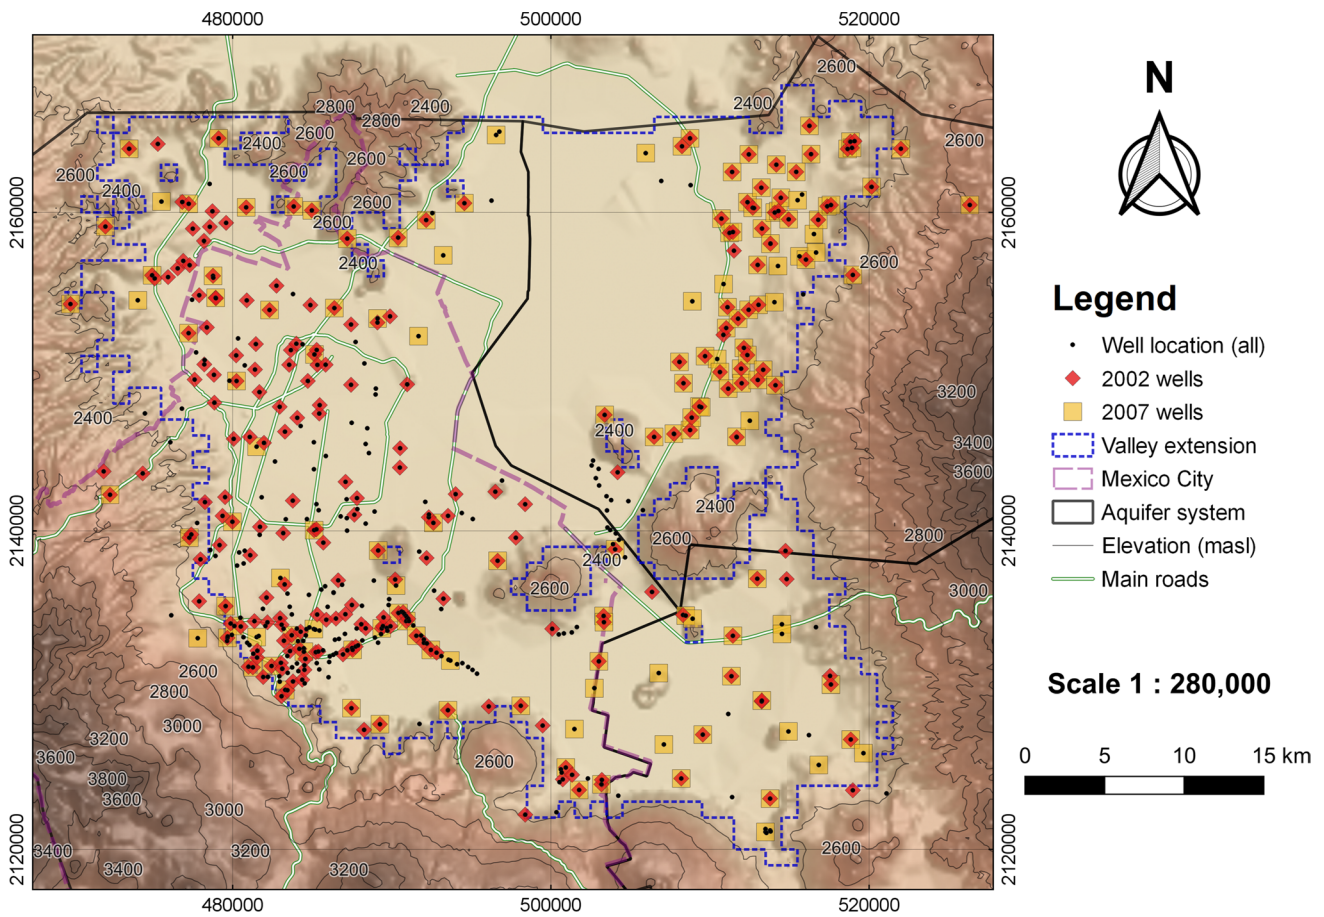 480000 500000 520000
2600
2800 2400 2400
2800
2600 2600
2400
2600
2600 2600
2400 2600
2160000 2160000
2600
2400 2600
3200
2400
2400
3400
3600
2400
2140000 2140000
2600 2800
2400
2600 3000
2600
2800
3000
3200
3600 2600
3800
3600 3000
2120000 2120000
3400 3200 2600
3400 3200
480000 500000 520000
N
Legend
Well location (all)
2002 wells
2007 wells
Valley extension
Mexico City
Aquifer system
Elevation (masl)
Main roads
Scale 1 : 280,000
0 5 10 15 km